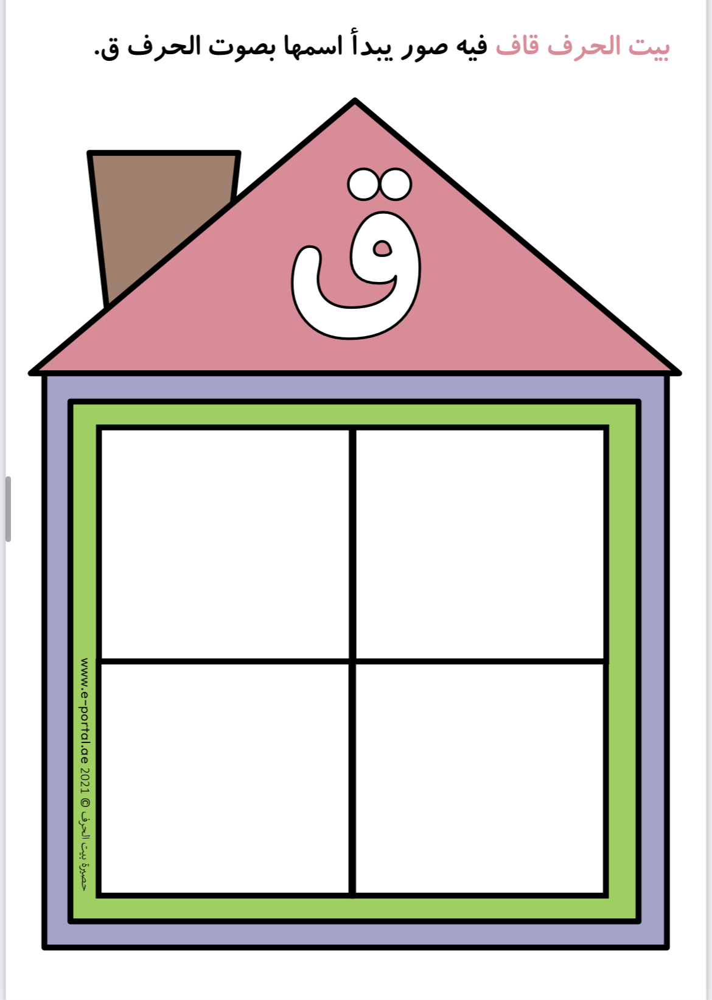 بيت الحرف قاف فيه صور يبدأ اسمها بصوت الحرف ق.
ق
حصيرة بيت الحرف © 2021 www.e-portal.ae